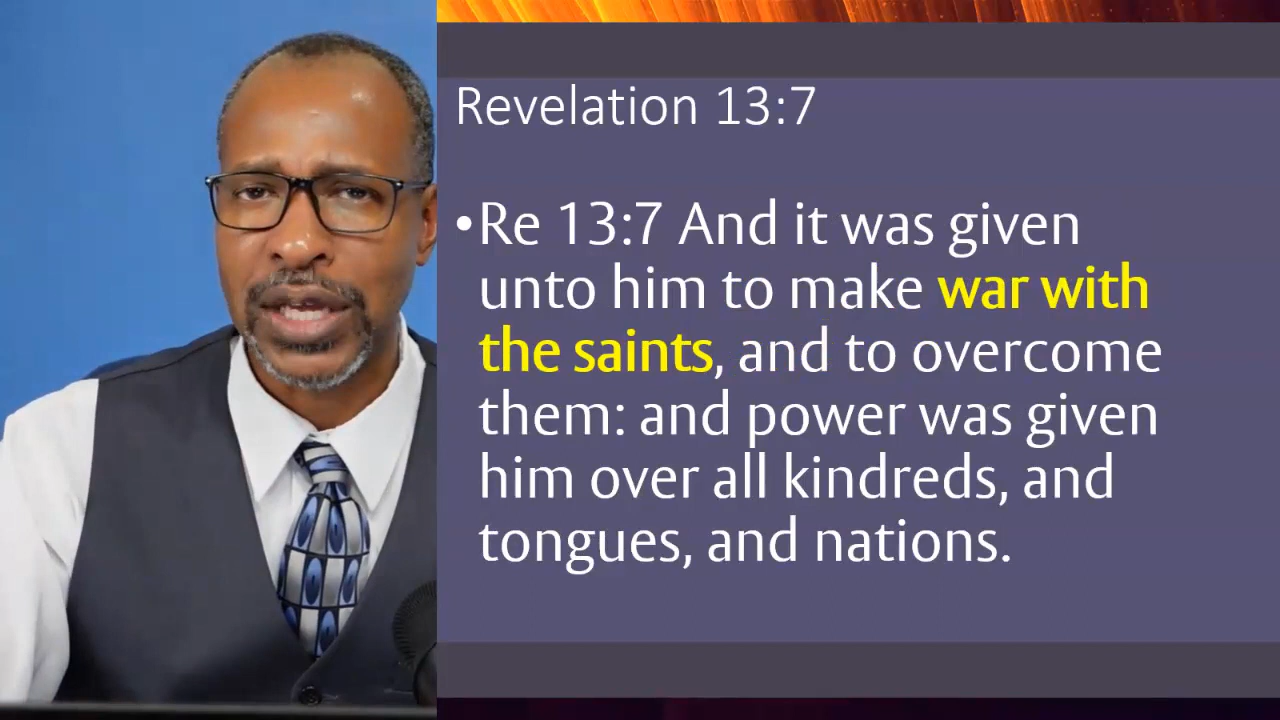 Revelation 13:7
•Re 13:7 And it was given
unto him to make war with
the saints, and to overcome
them: and power was given
him over all kindreds, and
tongues, and nations.